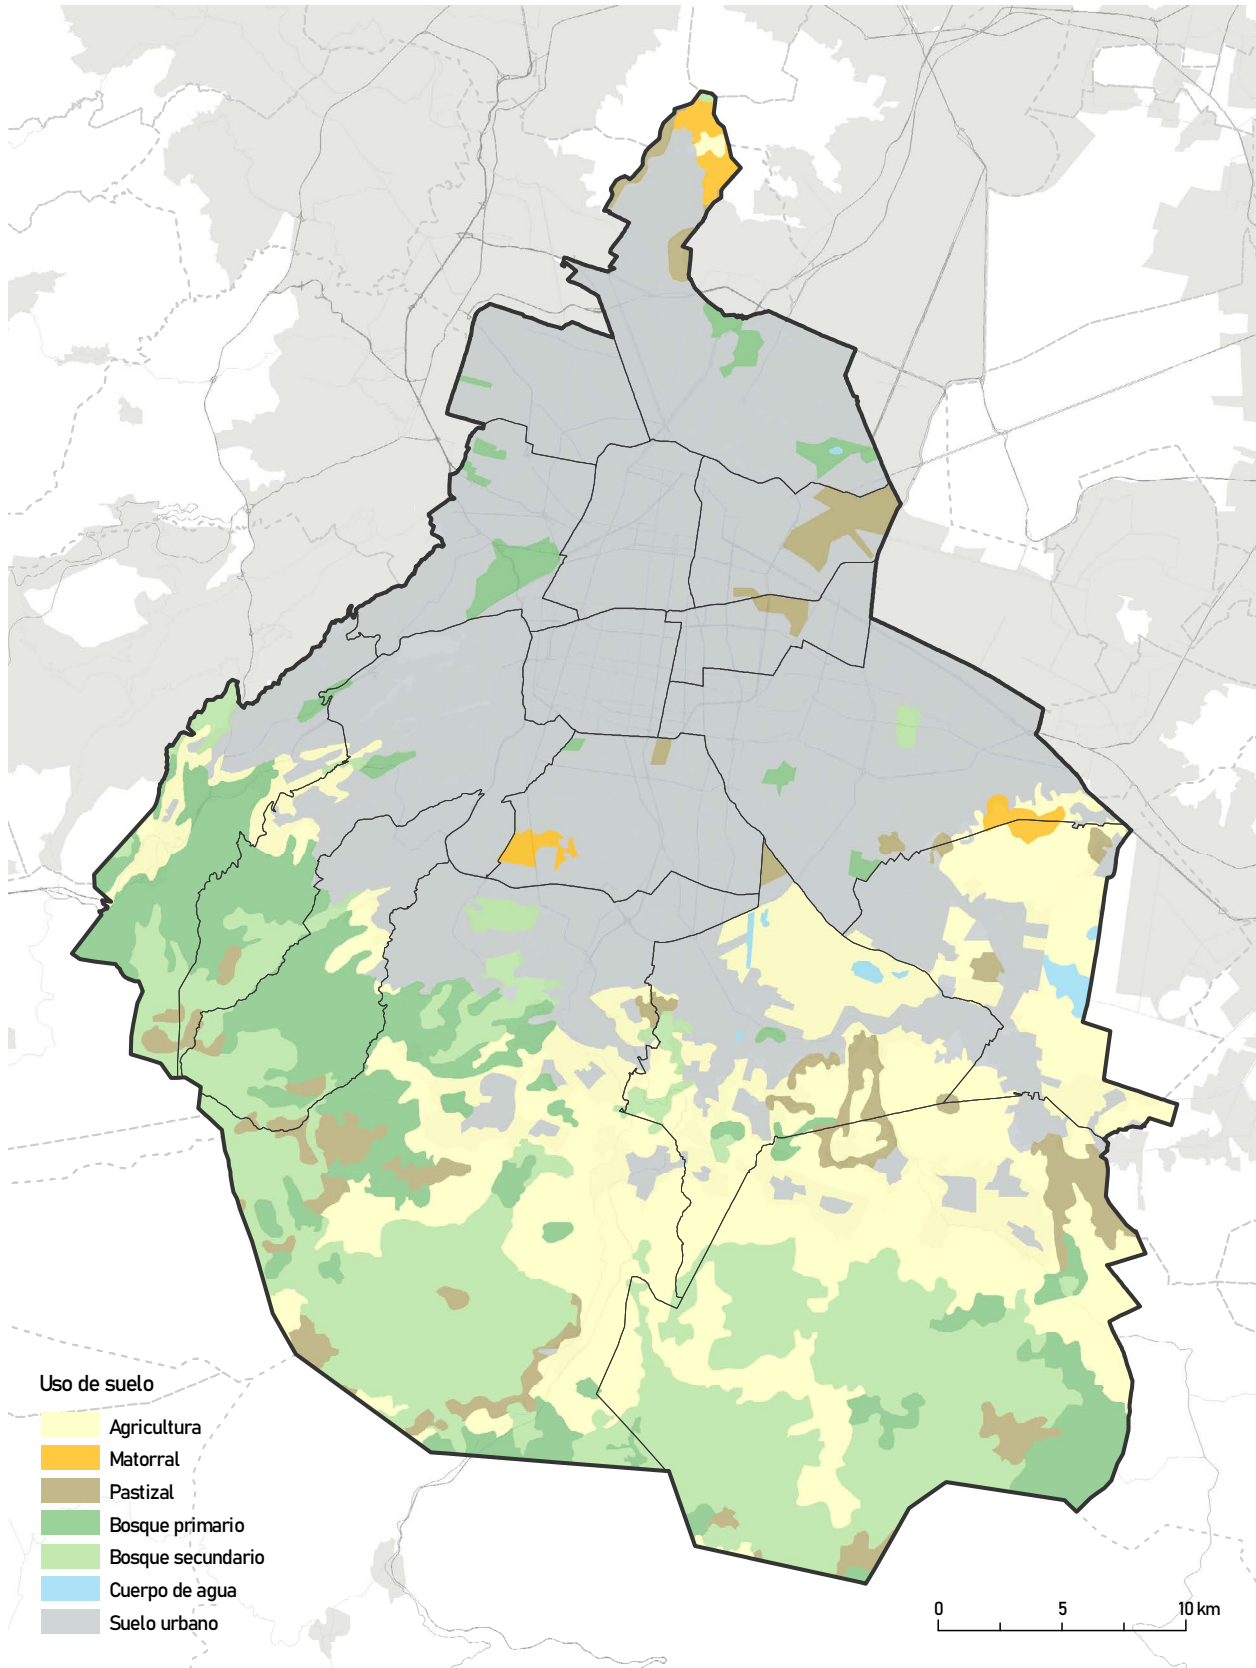 Uso de suelo
Agricultura
Matorral
Pastizal
Bosque primario
Bosque secundario
Cuerpo de agua
Suelo urbano
0 5 10 km